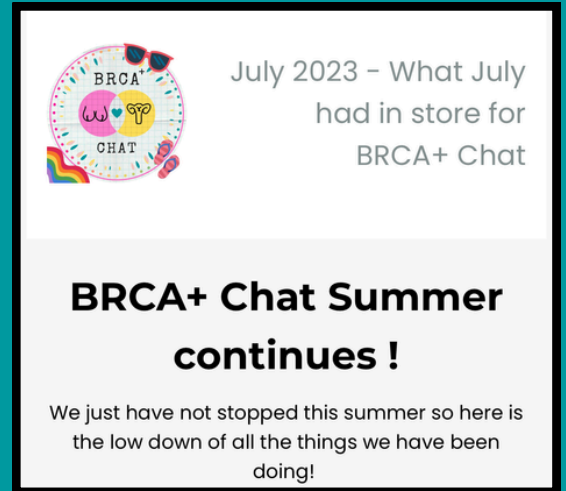 BRCA+
CHAT
July 2023 - What July
had in store for
BRCA+ Chat
BRCA+ Chat Summer
continues !
We just have not stopped this summer so here is
the low down of all the things we have been
doing!